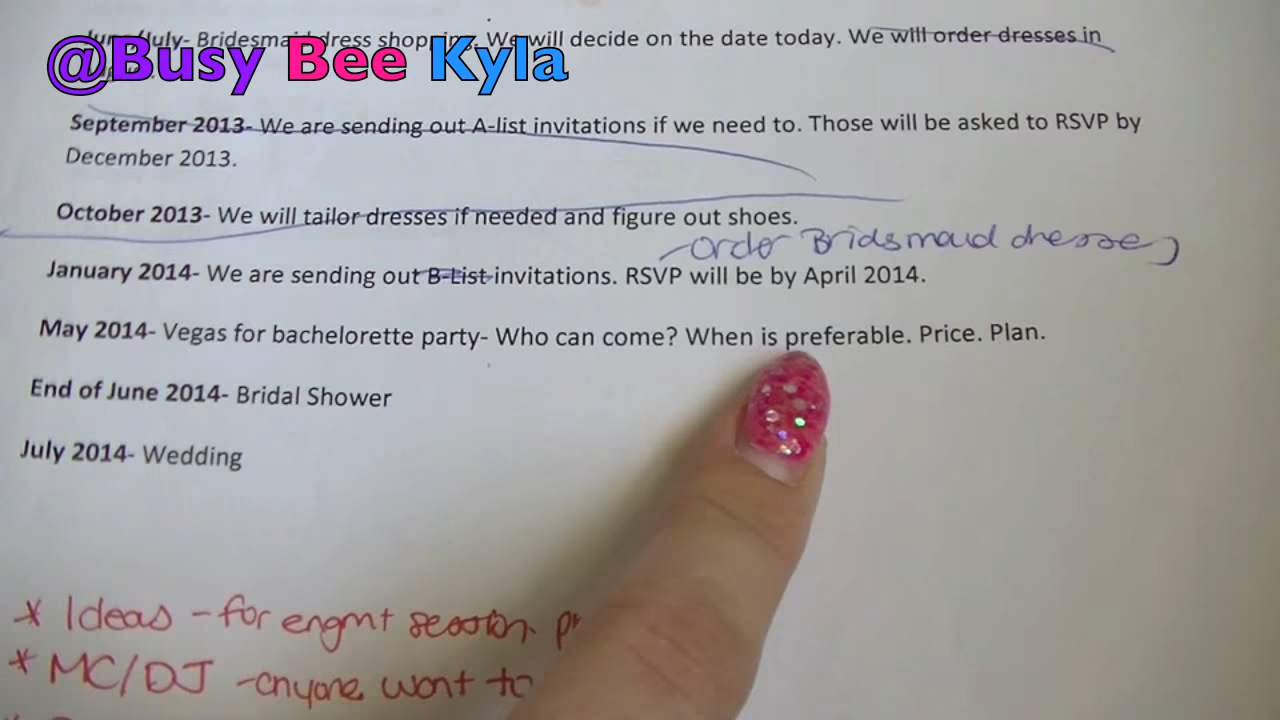 @Busy Bee Kyla
June/July- Bridesmaid dress shopping. We will decide on the date today. We will order dresses in
September 2013- We are sending out A-list invitations if we need to. Those will be asked to RSVP by
December 2013.
October 2013- We will tailor dresses if needed and figure out shoes.
- order Bridsmaid dresses
January 2014- We are sending out B-List invitations. RSVP will be by April 2014.
May 2014- Vegas for bachelorette party- Who can come? When is preferable. Price. Plan.
End of June 2014- Bridal Shower
July 2014- Wedding
* Ideas - for engmt session
* MC/DJ - anyone want to